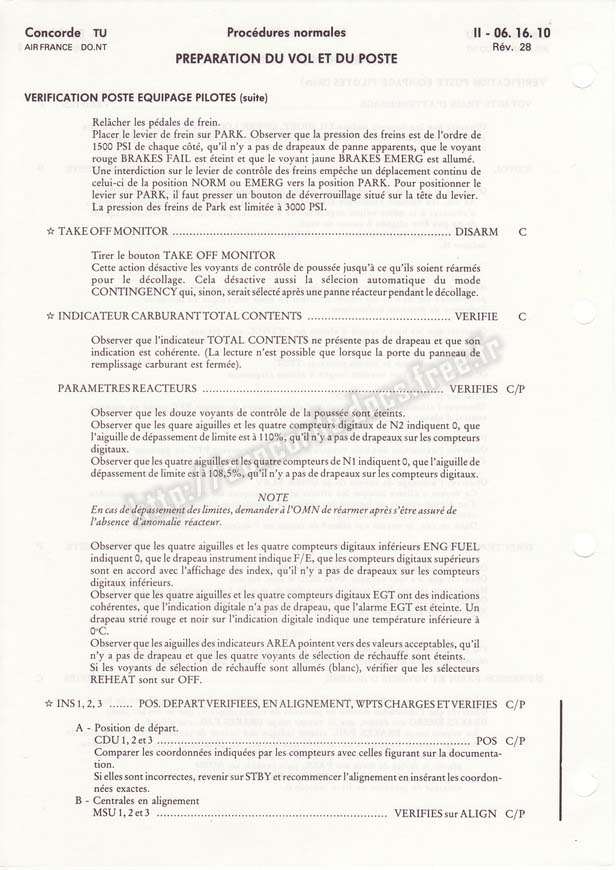 Concorde TU
AIR FRANCE DO.NT
Procédures normales
II - 06. 16. 10
Rév. 28
PREPARATION DU VOL ET DU POSTE
VERIFICATION POSTE EQUIPAGE PILOTES (suite)
Relâcher les pédales de frein.
Placer le levier de frein sur PARK. Observer que la pression des freins est de l'ordre de
1500 PSI de chaque côté, qu'il n'y a pas de drapeaux de panne apparents, que le voyant
rouge BRAKES FAIL est éteint et que le voyant jaune BRAKES EMERG est allumé.
Une interdiction sur le levier de contrôle des freins empêche un déplacement continu de
celui-ci de la position NORM ou EMERG vers la position PARK. Pour positionner le
levier sur PARK, il faut presser un bouton de déverrouillage situé sur la tête du levier.
La pression des freins de Park est limitée à 3000 PSI.
☆ TAKE OFF MONITOR ........ DISARM C
Tirer le bouton TAKE OFF MONITOR
Cette action désactive les voyants de contrôle de poussée jusqu'à ce qu'ils soient réarmés
pour le décollage. Cela désactive aussi la sélecion automatique du mode
CONTINGENCY qui, sinon, serait sélecté après une panne réacteur pendant le décollage.
☆ INDICATEUR CARBURANT TOTAL CONTENTS ........ VERIFIE C
Observer que l'indicateur TOTAL CONTENTS ne présente pas de drapeau et que son
indication est cohérente. (La lecture n'est possible que lorsque la porte du panneau de
remplissage carburant est fermée).
PARAMETRES REACTEURS ........ VERIFIES C/P
Observer que les douze voyants de contrôle de la poussée sont éteints.
Observer que les quare aiguilles et les quatre compteurs digitaux de N2 indiquent 0, que
l'aiguille de dépassement de limite est à 110%, qu'il n'y a pas de drapeaux sur les compteurs
digitaux.
Observer que les quatre aiguilles et les quatre compteurs de N1 indiquent 0, que l'aiguille de
dépassement de limite est à 108,5%, qu'il n'y a pas de drapeaux sur les compteurs digitaux.
NOTE
En cas de dépassement des limites, demander à l'OMN de réarmer après s'être assuré de
l'absence d'anomalie réacteur.
Observer que les quatre aiguilles et les quatre compteurs digitaux inférieurs ENG FUEL
indiquent 0, que le drapeau instrument indique F/E, que les compteurs digitaux supérieurs
sont en accord avec l'affichage des index, qu'il n'y a pas de drapeaux sur les compteurs
digitaux inférieurs.
Observer que les quatre aiguilles et les quatre compteurs digitaux EGT ont des indications
cohérentes, que l'indication digitale n'a pas de drapeau, que l'alarme EGT est éteinte. Un
drapeau strié rouge et noir sur l'indication digitale indique une température inférieure à
0°C.
Observer que les aiguilles des indicateurs AREA pointent vers des valeurs acceptables, qu'il
n'y a pas de drapeau et que les quatre voyants de sélection de réchauffe sont éteints.
Si les voyants de sélection de réchauffe sont allumés (blanc), vérifier que les sélecteurs
REHEAT sont sur OFF.
☆ INS 1, 2, 3 ....... POS. DEPART VERIFIEES, EN ALIGNEMENT, WPTS CHARGES ET VERIFIES C/P
A - Position de départ.
CDU 1, 2 et 3 ........ POS C/P
Comparer les coordonnées indiquées par les compteurs avec celles figurant sur la documenta-
tion.
Si elles sont incorrectes, revenir sur STBY et recommencer l'alignement en insérant les coordon-
nées exactes.
B - Centrales en alignement
MSU 1, 2 et 3 ........ VERIFIES sur ALIGN C/P
http://concordedocs.free.fr